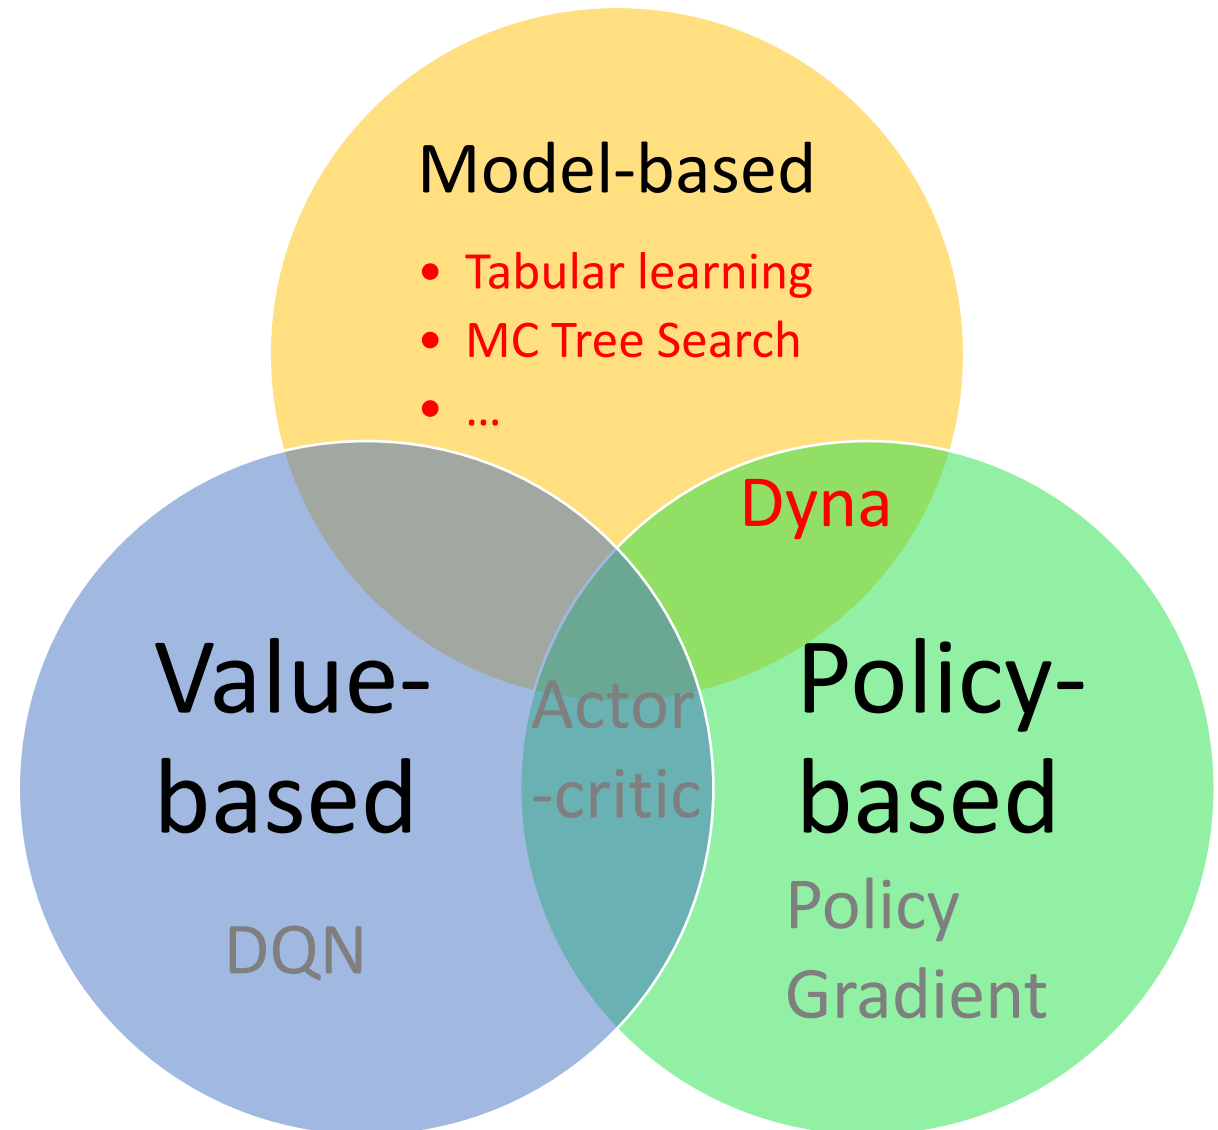 Model-based
• Tabular learning
• MC Tree Search
• ...
Dyna
Value-
based
Actor
-critic
Policy-
based
DQN
Policy
Gradient